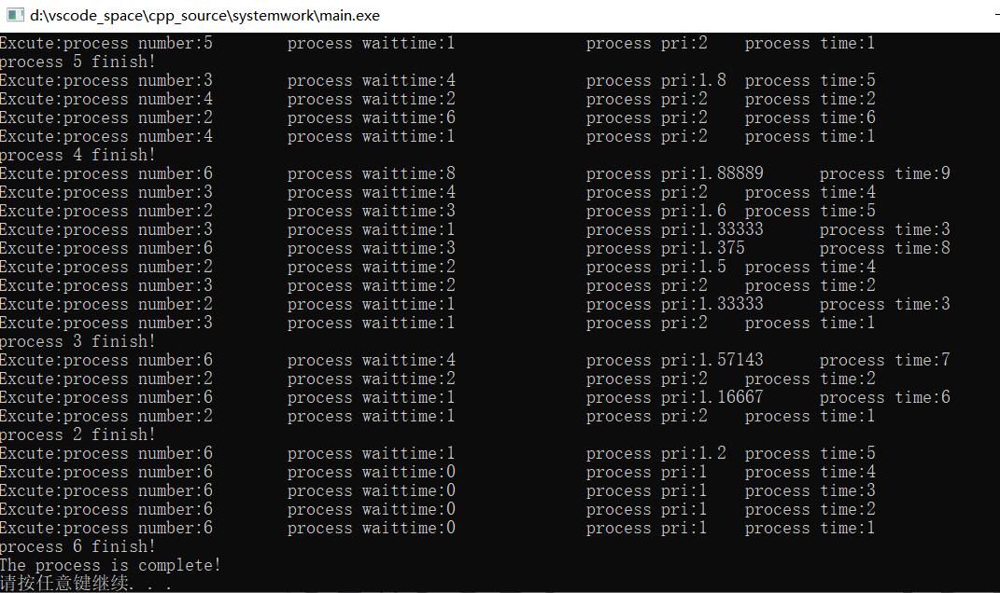 d:\vscode_space\cpp_source\systemwork\main.exe
Excute:process number:5 process waittime:1 process pri:2 process time:1
process 5 finish!
Excute:process number:3 process waittime:4 process pri:1.8 process time:5
Excute:process number:4 process waittime:2 process pri:2 process time:2
Excute:process number:2 process waittime:6 process pri:2 process time:6
Excute:process number:4 process waittime:1 process pri:2 process time:1
process 4 finish!
Excute:process number:6 process waittime:8 process pri:1.88889 process time:9
Excute:process number:3 process waittime:4 process pri:2 process time:4
Excute:process number:2 process waittime:3 process pri:1.6 process time:5
Excute:process number:3 process waittime:1 process pri:1.33333 process time:3
Excute:process number:6 process waittime:3 process pri:1.375 process time:8
Excute:process number:2 process waittime:2 process pri:1.5 process time:4
Excute:process number:3 process waittime:2 process pri:2 process time:2
Excute:process number:2 process waittime:1 process pri:1.33333 process time:3
Excute:process number:3 process waittime:1 process pri:2 process time:1
process 3 finish!
Excute:process number:6 process waittime:4 process pri:1.57143 process time:7
Excute:process number:2 process waittime:2 process pri:2 process time:2
Excute:process number:6 process waittime:1 process pri:1.16667 process time:6
Excute:process number:2 process waittime:1 process pri:2 process time:1
process 2 finish!
Excute:process number:6 process waittime:1 process pri:1.2 process time:5
Excute:process number:6 process waittime:0 process pri:1 process time:4
Excute:process number:6 process waittime:0 process pri:1 process time:3
Excute:process number:6 process waittime:0 process pri:1 process time:2
Excute:process number:6 process waittime:0 process pri:1 process time:1
process 6 finish!
The process is complete!
请按任意键继续. . .